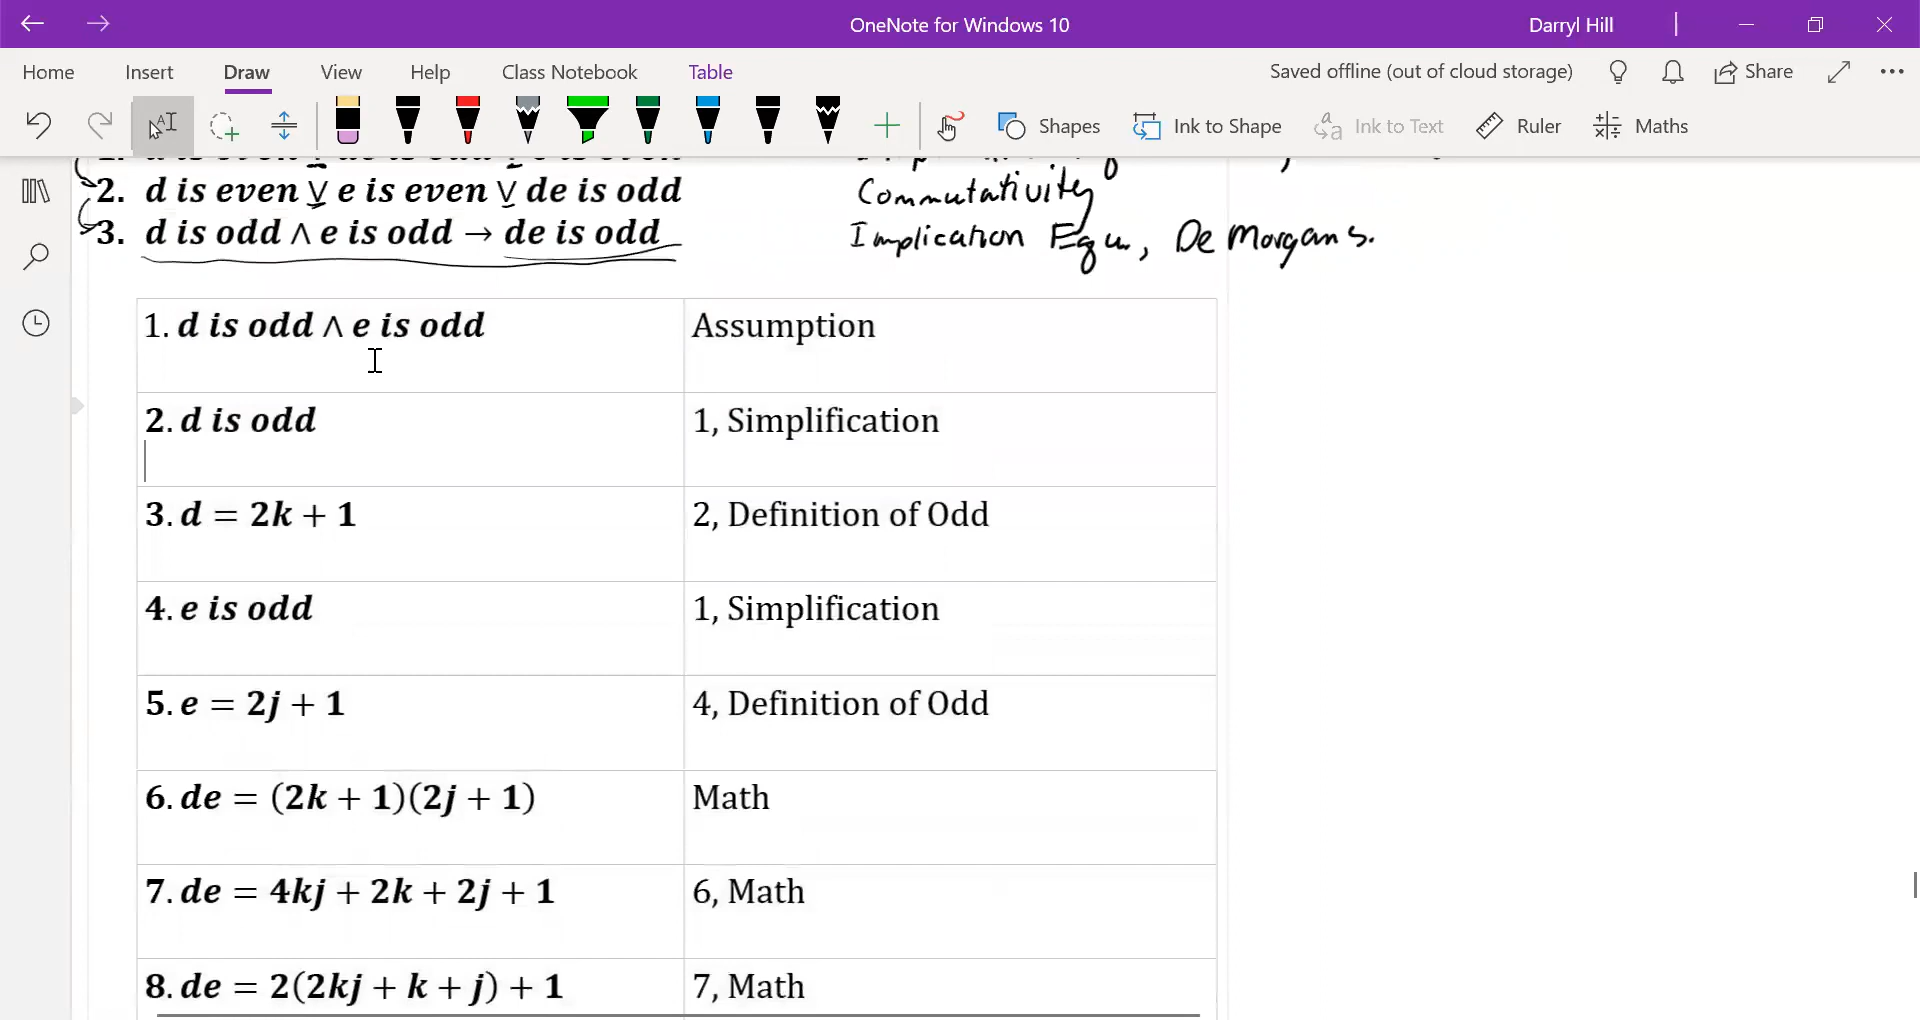 OneNote for Windows 10
Darryl Hill
Home Insert Draw View Help Class Notebook Table
Saved offline (out of cloud storage)
Share
Shapes Ink to Shape Ink to Text Ruler Maths
2. d is even ∨ e is even ∨ de is odd Commutativity
3. d is odd ∧ e is odd → de is odd Implication Equ, De Morgans.
1. d is odd ∧ e is odd Assumption
2. d is odd 1, Simplification
3. d = 2k + 1 2, Definition of Odd
4. e is odd 1, Simplification
5. e = 2j + 1 4, Definition of Odd
6. de = (2k + 1)(2j + 1) Math
7. de = 4kj + 2k + 2j + 1 6, Math
8. de = 2(2kj + k + j) + 1 7, Math